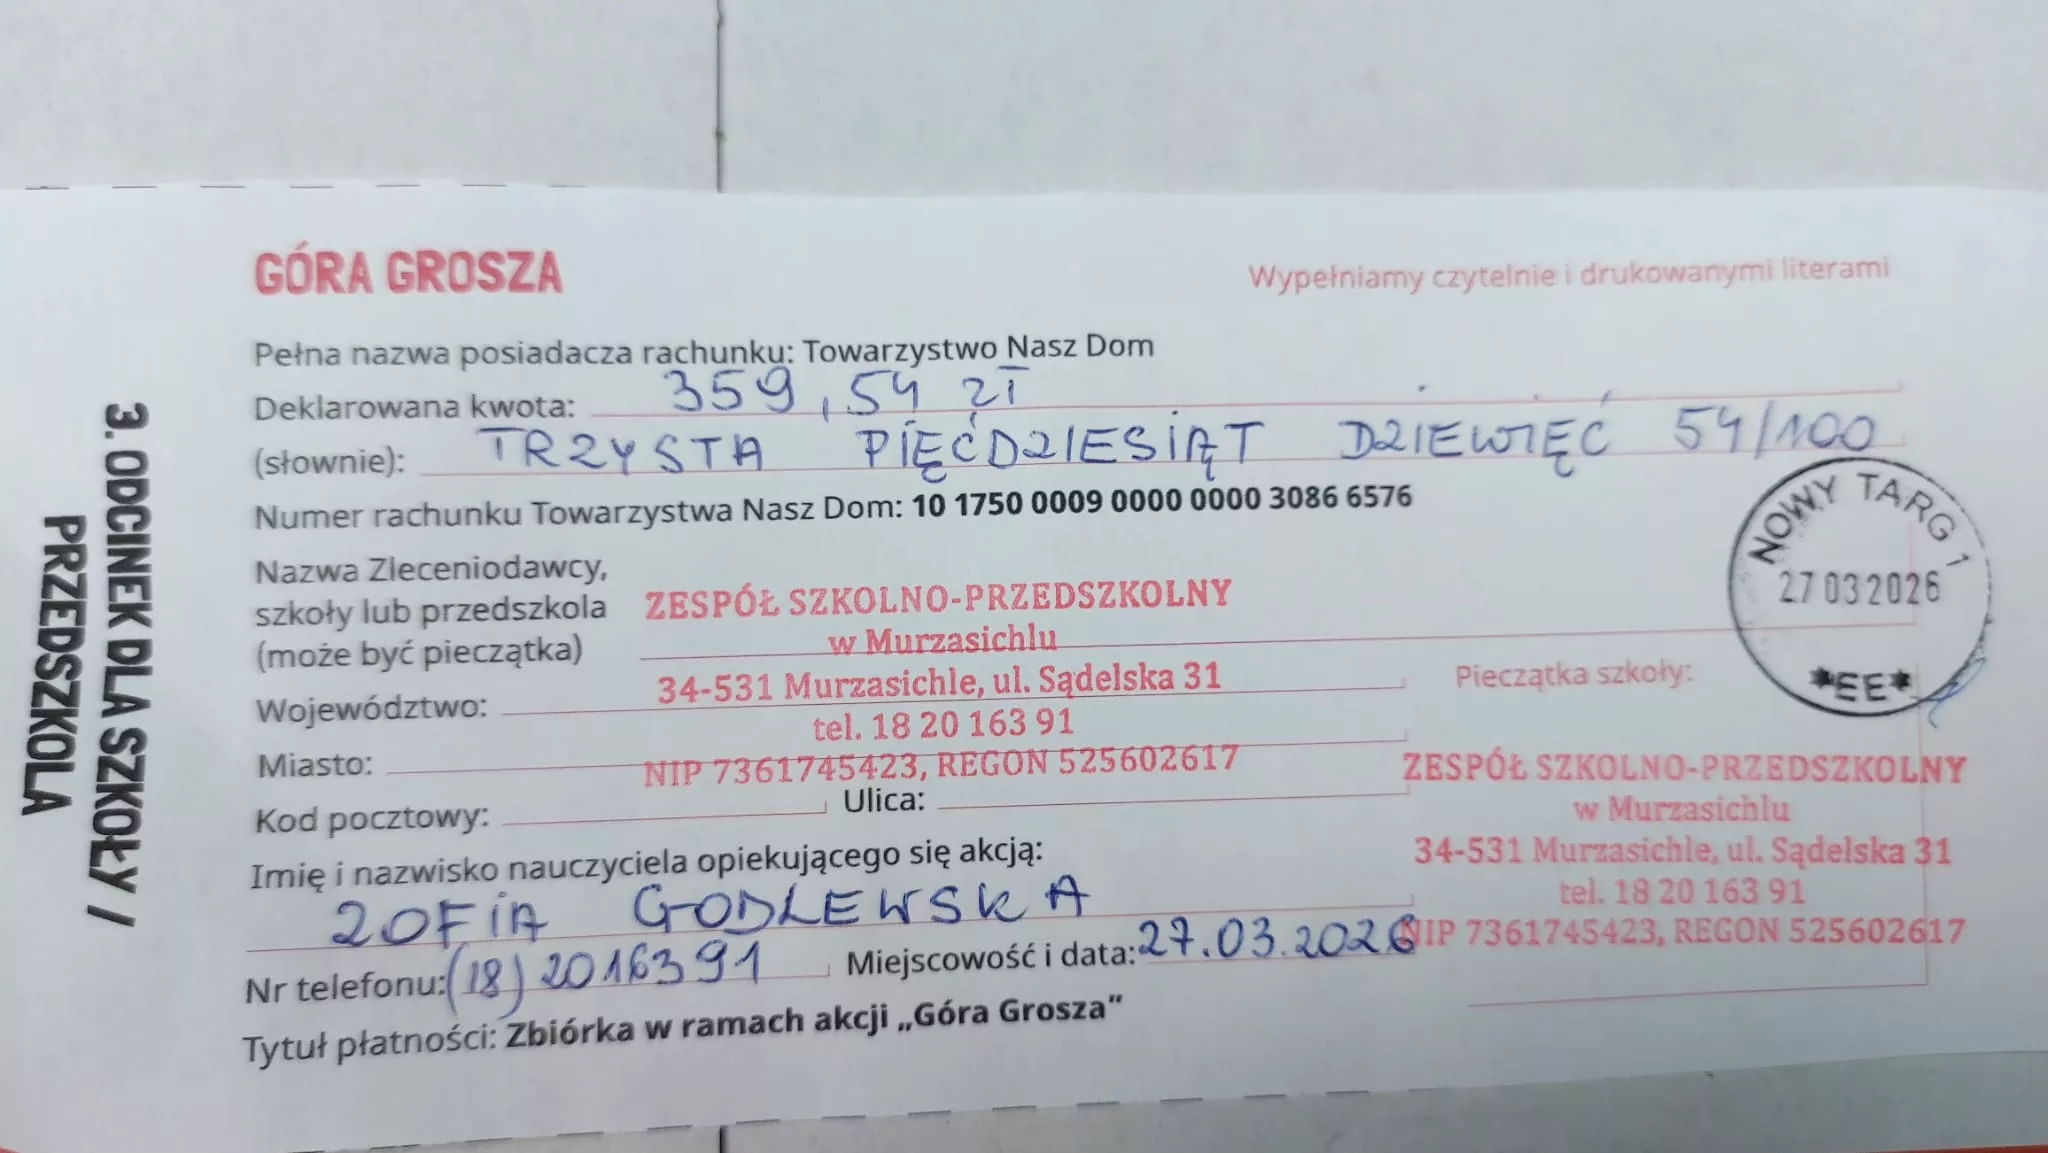 GÓRA GROSZA
Wypełniamy czytelnie i drukowanymi literami
Pełna nazwa posiadacza rachunku: Towarzystwo Nasz Dom
Deklarowana kwota: 359,54 zł
(słownie): TRZYSTA PIĘĆDZIESIĄT DZIEWIĘĆ 54/100
Numer rachunku Towarzystwa Nasz Dom: 10 1750 0009 0000 0000 3086 6576
Nazwa Zleceniodawcy,
szkoły lub przedszkola
(może być pieczątka)
ZESPÓŁ SZKOLNO-PRZEDSZKOLNY
w Murzasichlu
34-531 Murzasichle, ul. Sądelska 31
tel. 18 20 163 91
NIP 7361745423, REGON 525602617
Województwo:
Miasto:
Kod pocztowy: Ulica:
Imię i nazwisko nauczyciela opiekującego się akcją:
ZOFIA GODLEWSKA
Nr telefonu: (18) 2016391 Miejscowość i data: 27.03.2026
Tytuł płatności: Zbiórka w ramach akcji „Góra Grosza”
NOWY TARG 1
27 03 2026
*EE*
Pieczątka szkoły:
ZESPÓŁ SZKOLNO-PRZEDSZKOLNY
w Murzasichlu
34-531 Murzasichle, ul. Sądelska 31
tel. 18 20 163 91
NIP 7361745423, REGON 525602617
3. ODCINEK DLA SZKOŁY /
PRZEDSZKOLA